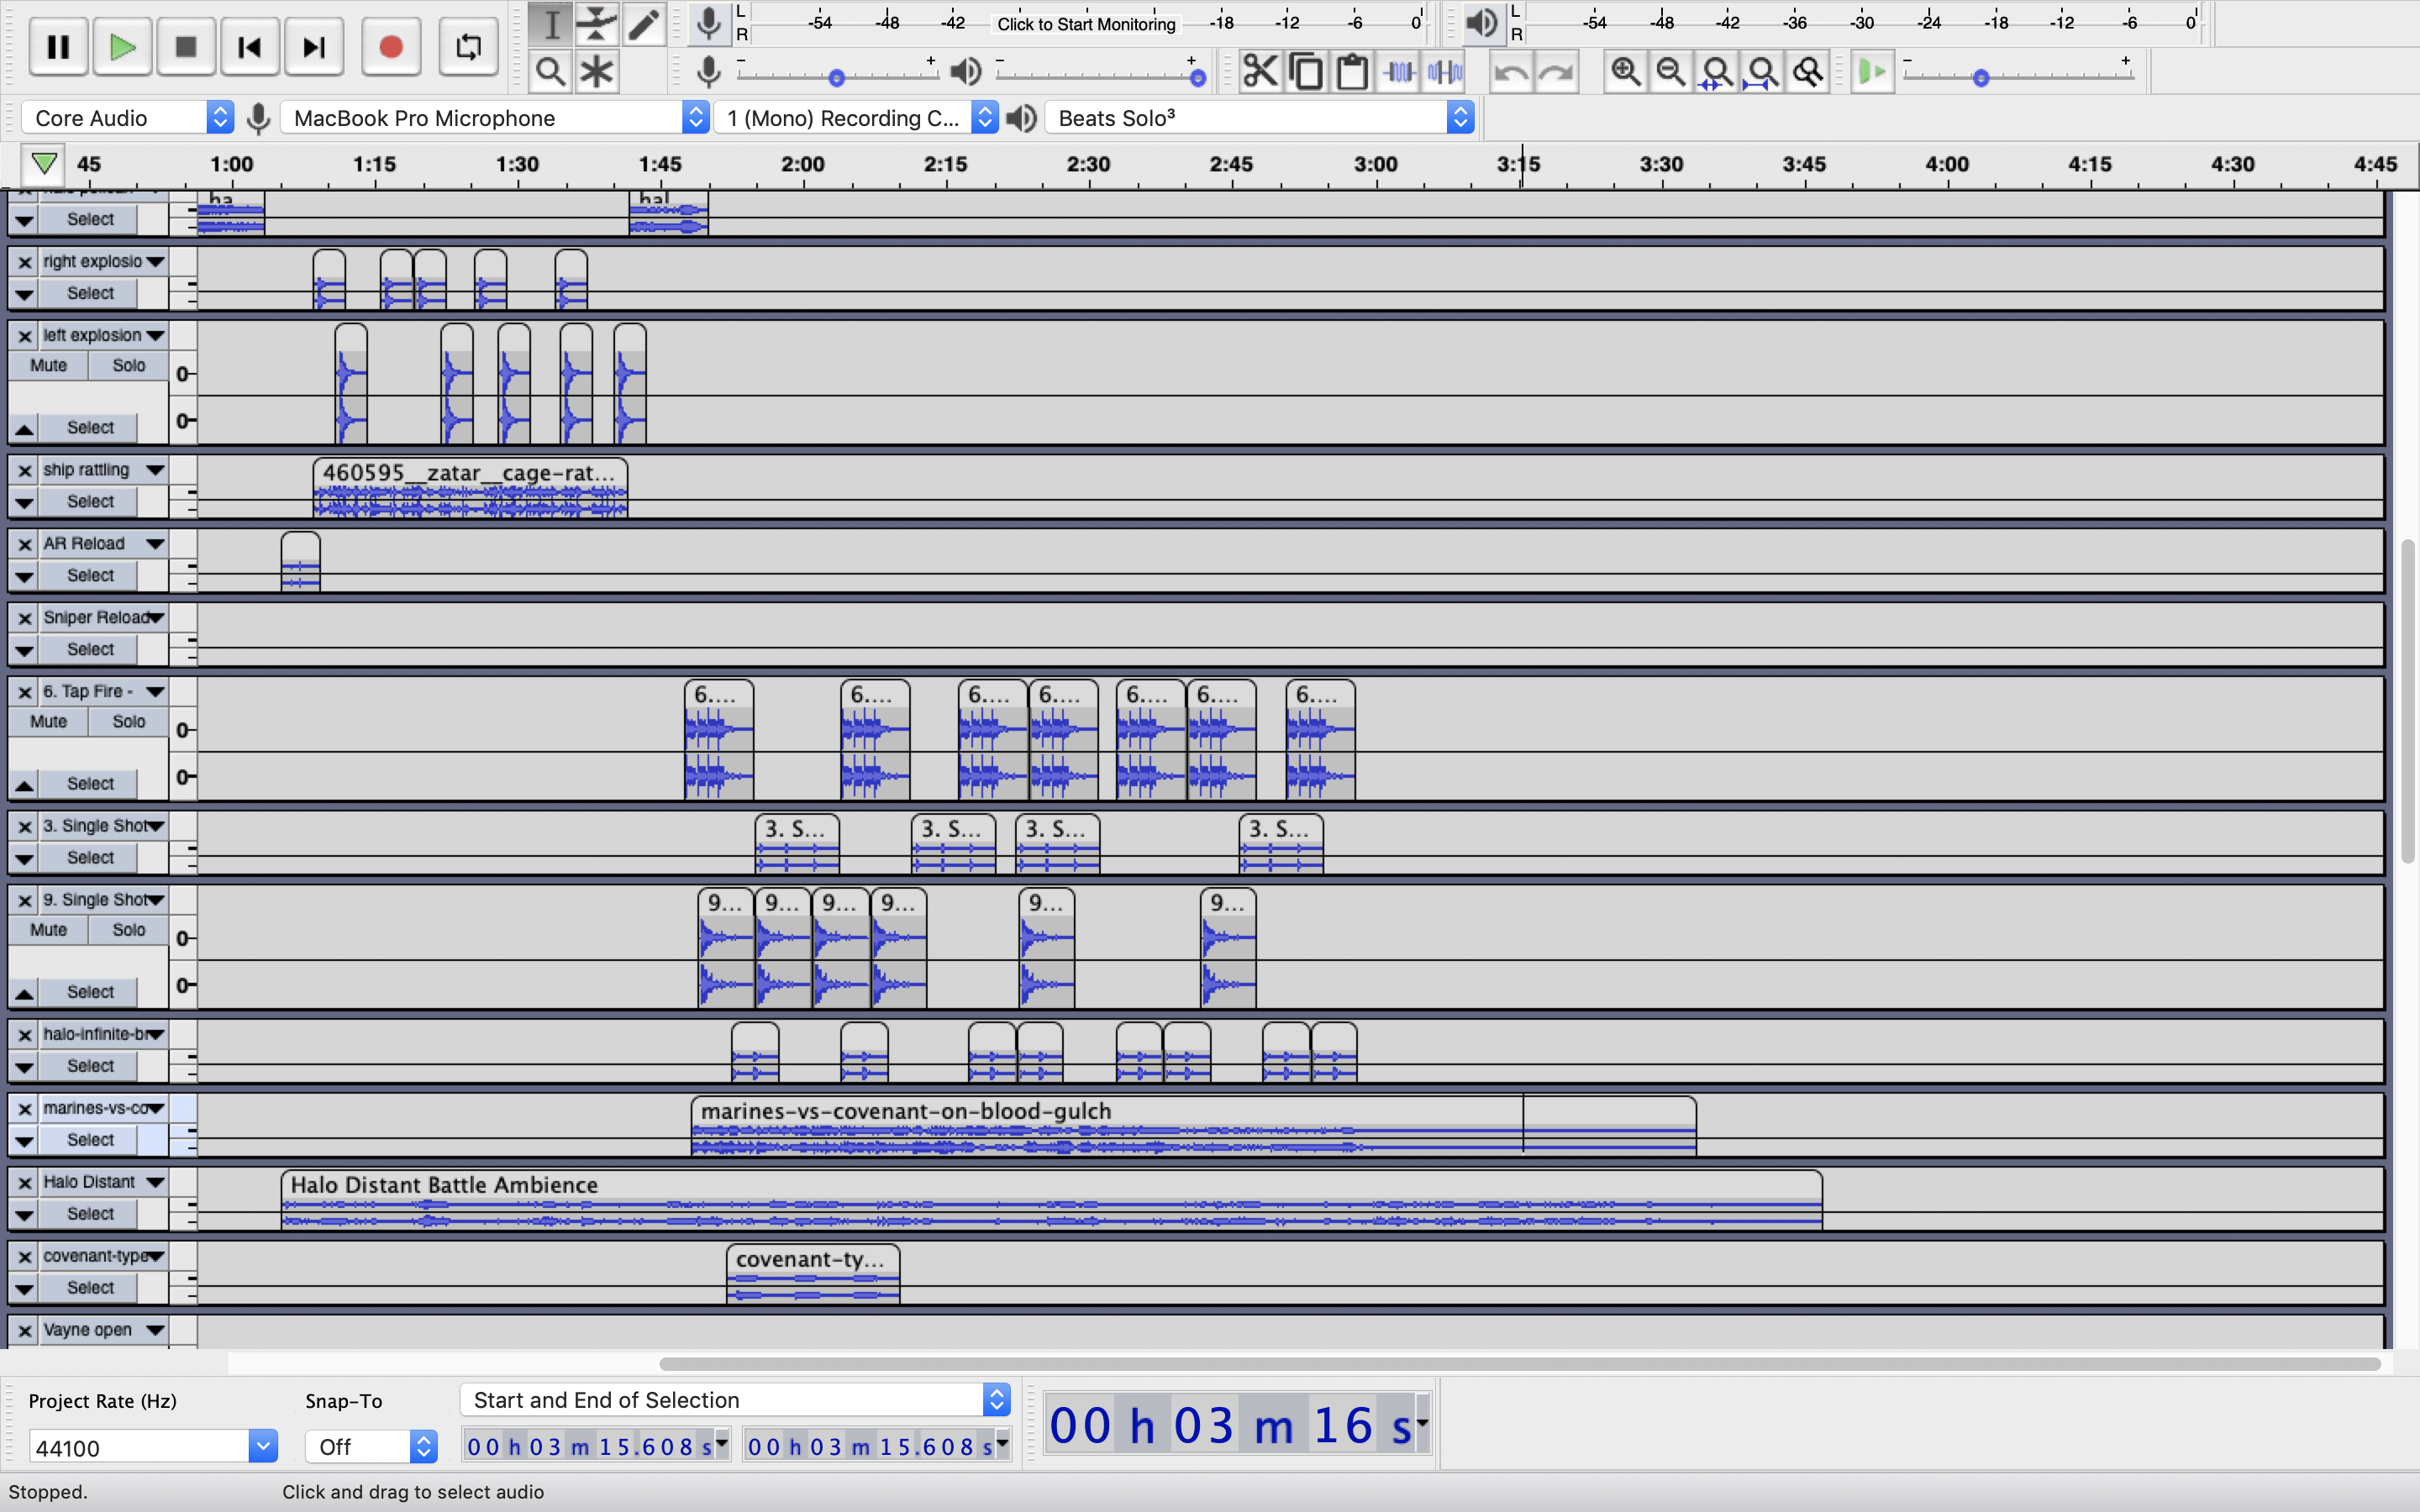 L
R
-54 -48 -42 Click to Start Monitoring -18 -12 -6 0
L
R
-54 -48 -42 -36 -30 -24 -18 -12 -6 0
- + - +
- +
Core Audio MacBook Pro Microphone 1 (Mono) Recording C... Beats Solo³
45 1:00 1:15 1:30 1:45 2:00 2:15 2:30 2:45 3:00 3:15 3:30 3:45 4:00 4:15 4:30 4:45
Select
right explosio
Select
left explosion
Mute Solo 0-
Select 0-
ship rattling 460595__zatar__cage-rat...
Select
AR Reload
Select
Sniper Reload
Select
6. Tap Fire - 6.... 6.... 6.... 6.... 6.... 6.... 6....
Mute Solo 0-
Select 0-
3. Single Shot 3. S... 3. S... 3. S... 3. S...
Select
9. Single Shot 9... 9... 9... 9... 9... 9...
Mute Solo 0-
Select 0-
halo-infinite-br
Select
marines-vs-co marines-vs-covenant-on-blood-gulch
Select
Halo Distant Halo Distant Battle Ambience
Select
covenant-type covenant-ty...
Select
Vayne open
Project Rate (Hz) Snap-To Start and End of Selection
44100 Off 00 h 03 m 15.608 s 00 h 03 m 15.608 s 00 h 03 m 16 s
Stopped. Click and drag to select audio